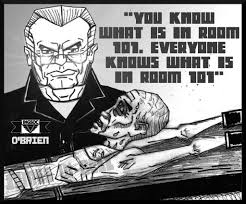 "YOU KNOW
WHAT IS IN ROOM
101. EVERYONE
KNOWS WHAT IS
IN ROOM 101"
O'BRIEN